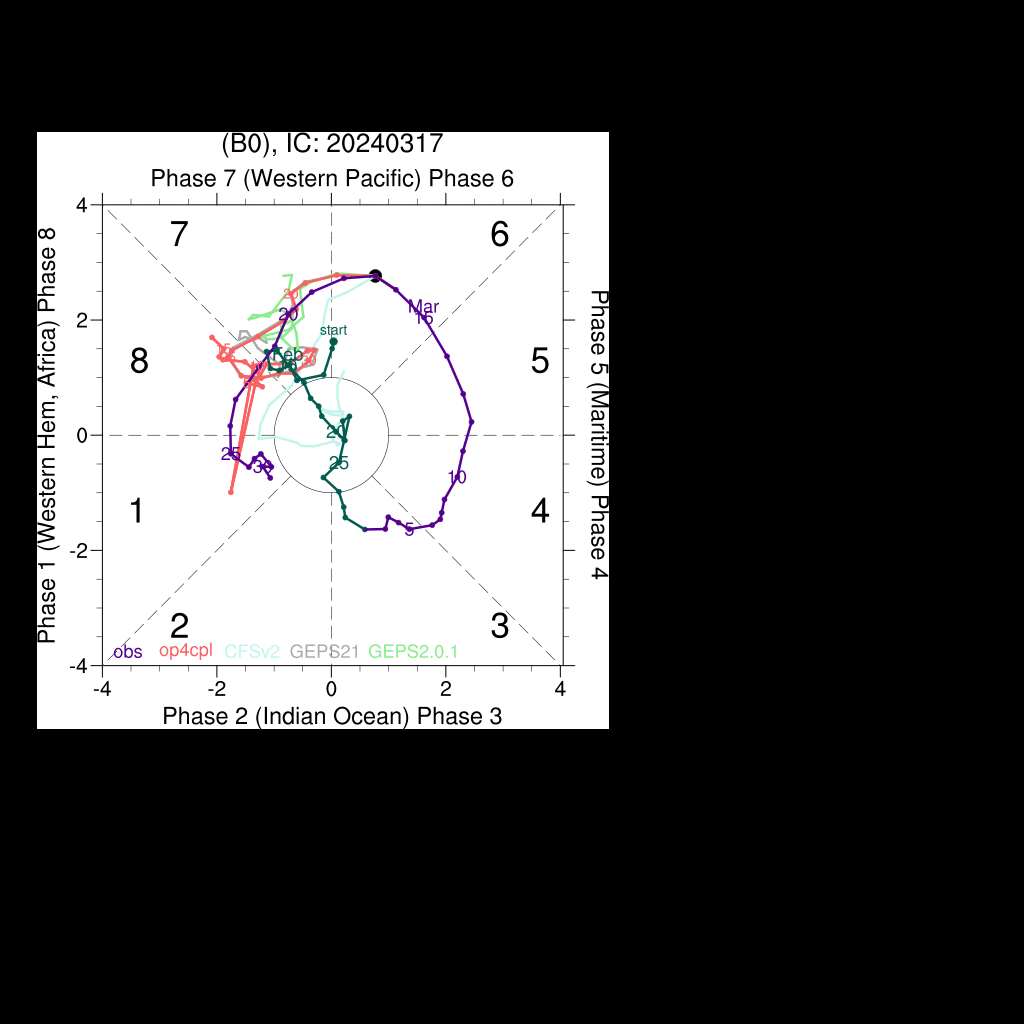 (B0), IC: 20240317
Phase 7 (Western Pacific) Phase 6
4
7
6
Mar
15
20
20
start
2
Feb
15
8
5
Phase 1 (Western Hem, Africa) Phase 8
Phase 5 (Maritime) Phase 4
0
20
25
25
10
1
4
-2
5
2
3
obs op4cpl CFSv2 GEPS21 GEPS2.0.1
-4
-4 -2 0 2 4
Phase 2 (Indian Ocean) Phase 3